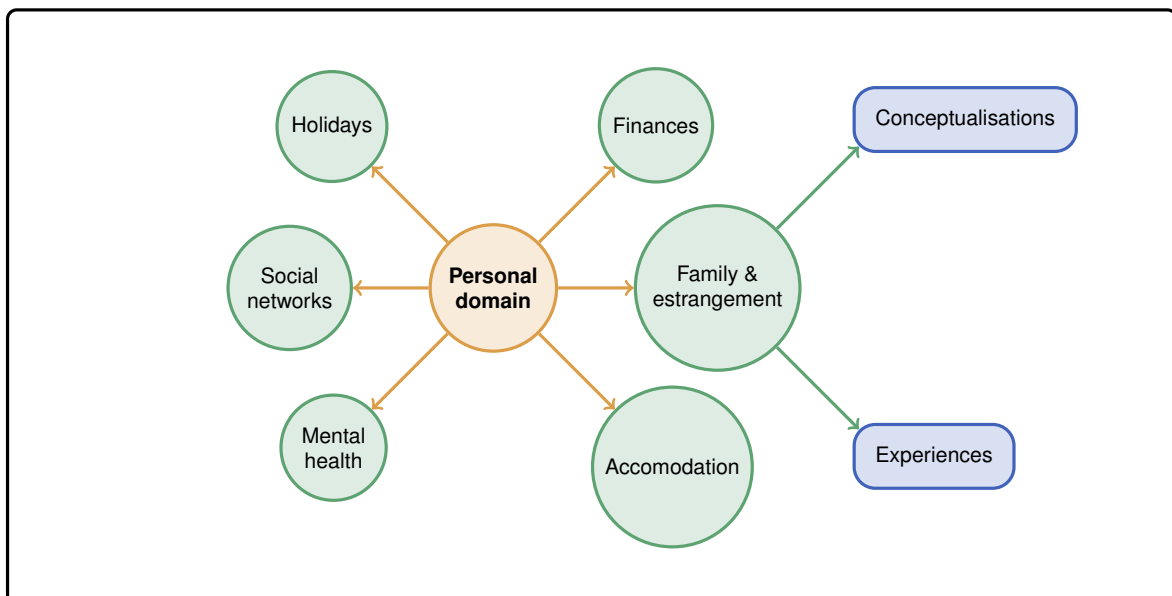 Holidays
Finances
Conceptualisations
Social
networks
Personal
domain
Family &
estrangement
Mental
health
Accomodation
Experiences